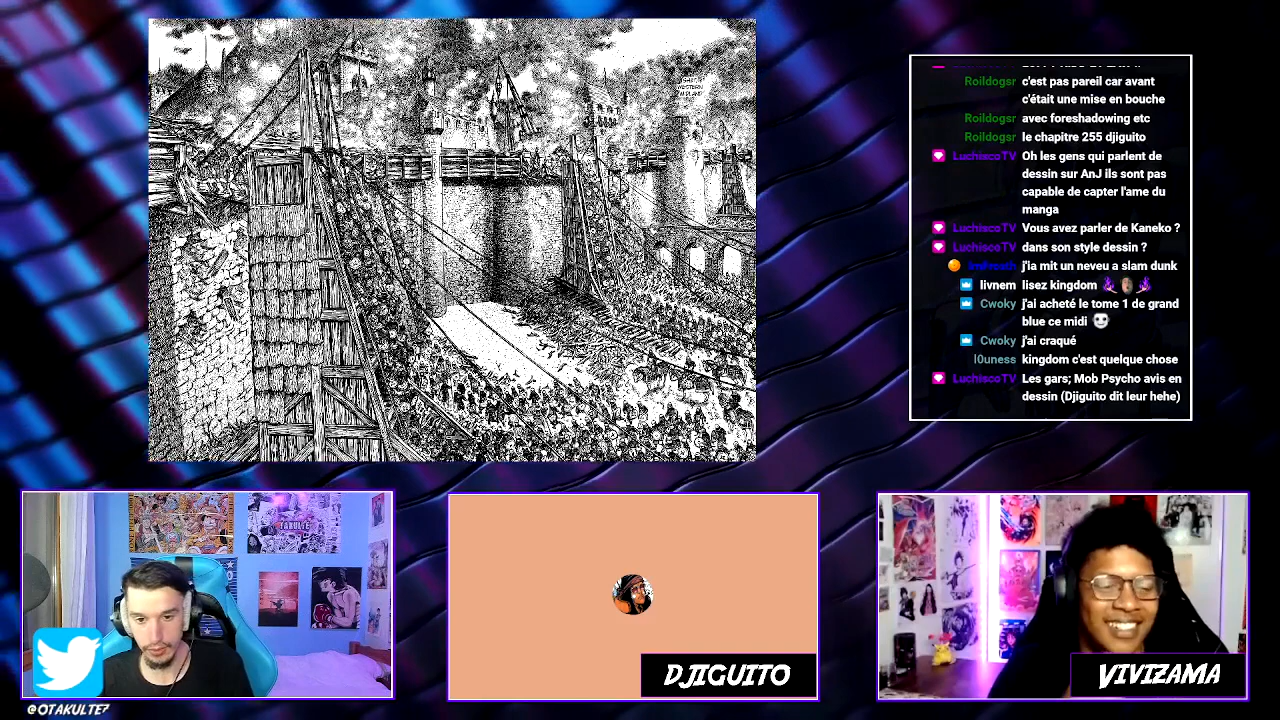 Roildogsr c'est pas pareil car avant
c'était une mise en bouche
Roildogsr avec foreshadowing etc
Roildogsr le chapitre 255 djiguito
LuchiscoTV Oh les gens qui parlent de
dessin sur AnJ ils sont pas
capable de capter l'ame du
manga
LuchiscoTV Vous avez parler de Kaneko ?
LuchiscoTV dans son style dessin ?
j'ia mit un neveu a slam dunk
livnem lisez kingdom
Cwoky j'ai acheté le tome 1 de grand
blue ce midi
Cwoky j'ai craqué
l0uness kingdom c'est quelque chose
LuchiscoTV Les gars; Mob Psycho avis en
dessin (Djiguito dit leur hehe)
OTAKULTE
DJIGUITO
VIVIZAMA
@OTAKULTE7